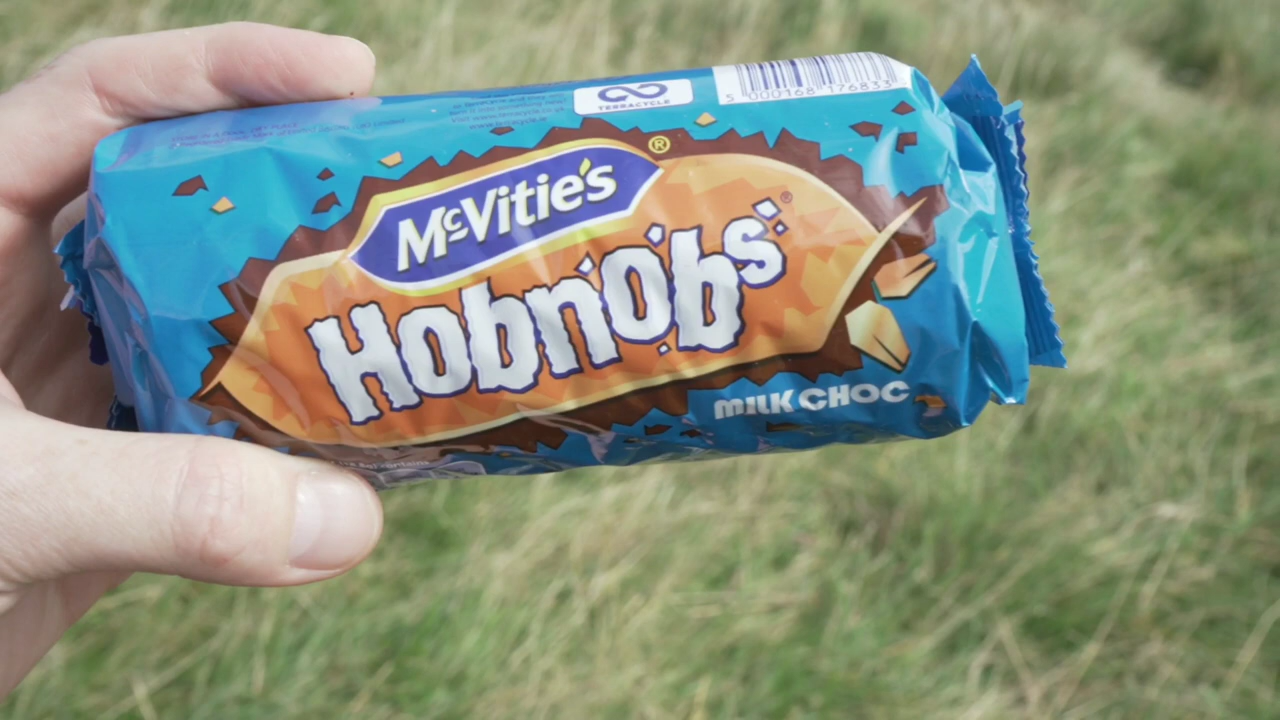 TERRACYCLE
5 000168 176833
McVitie's ®
HobnObs ®
MILK CHOC